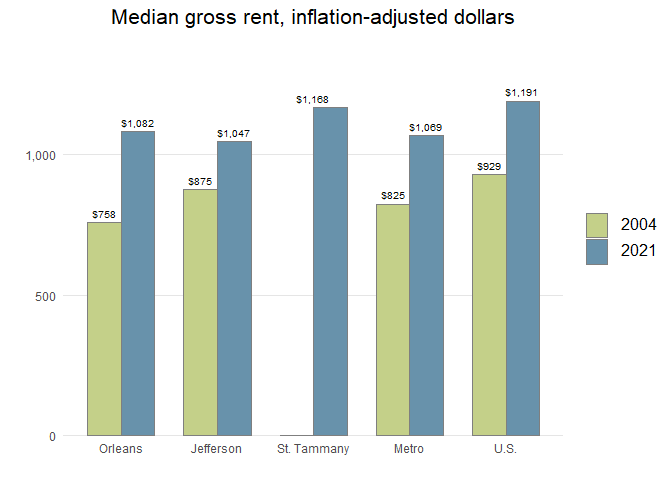 Median gross rent, inflation-adjusted dollars
$758
$1,082
$875
$1,047
$1,168
$825
$1,069
$929
$1,191
1,000
500
0
Orleans
Jefferson
St. Tammany
Metro
U.S.
2004
2021